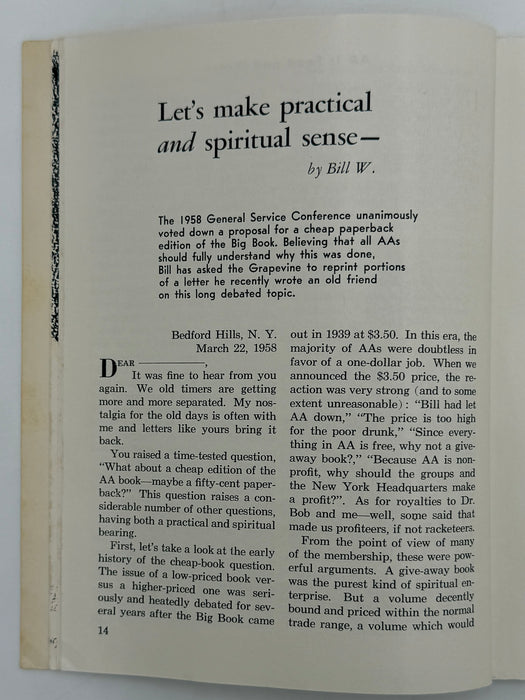 Let's make practical
and spiritual sense—
by Bill W.
The 1958 General Service Conference unanimously
voted down a proposal for a cheap paperback
edition of the Big Book. Believing that all AAs
should fully understand why this was done,
Bill has asked the Grapevine to reprint portions
of a letter he recently wrote an old friend
on this long debated topic.
Bedford Hills, N. Y.
March 22, 1958
DEAR ————,
It was fine to hear from you
again. We old timers are getting
more and more separated. My nos-
talgia for the old days is often with
me and letters like yours bring it
back.
You raised a time-tested question,
"What about a cheap edition of the
AA book—maybe a fifty-cent paper-
back?" This question raises a con-
siderable number of other questions,
having both a practical and spiritual
bearing.
First, let's take a look at the early
history of the cheap-book question.
The issue of a low-priced book ver-
sus a higher-priced one was seri-
ously and heatedly debated for sev-
eral years after the Big Book came
14
out in 1939 at $3.50. In this era, the
majority of AAs were doubtless in
favor of a one-dollar job. When we
announced the $3.50 price, the re-
action was very strong (and to some
extent unreasonable): "Bill had let
AA down," "The price is too high
for the poor drunk," "Since every-
thing in AA is free, why not a give-
away book?," "Because AA is non-
profit, why should the groups and
the New York Headquarters make
a profit?". As for royalties to Dr.
Bob and me—well, some said that
made us profiteers, if not racketeers.
From the point of view of many
of the membership, these were pow-
erful arguments. A give-away book
was the purest kind of spiritual en-
terprise. But a volume decently
bound and priced within the normal
trade range, a volume which would